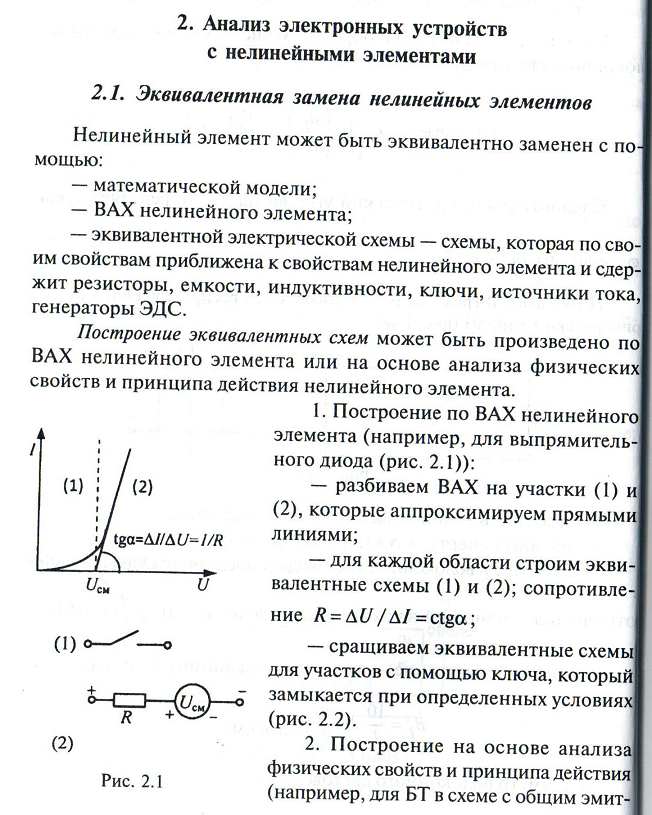 2. Анализ электронных устройств
с нелинейными элементами
2.1. Эквивалентная замена нелинейных элементов
Нелинейный элемент может быть эквивалентно заменен с по-
мощью:
— математической модели;
— ВАХ нелинейного элемента;
— эквивалентной электрической схемы — схемы, которая по сво-
им свойствам приближена к свойствам нелинейного элемента и сдер-
жит резисторы, емкости, индуктивности, ключи, источники тока,
генераторы ЭДС.
Построение эквивалентных схем может быть произведено по
ВАХ нелинейного элемента или на основе анализа физических
свойств и принципа действия нелинейного элемента.
1. Построение по ВАХ нелинейного
элемента (например, для выпрямитель-
ного диода (рис. 2.1)):
— разбиваем ВАХ на участки (1) и
(2), которые аппроксимируем прямыми
линиями;
— для каждой области строим экви-
валентные схемы (1) и (2); сопротивле-
ние R = ΔU / ΔI = ctgα;
— сращиваем эквивалентные схемы
для участков с помощью ключа, который
замыкается при определенных условиях
(рис. 2.2).
2. Построение на основе анализа
физических свойств и принципа действия
(например, для БТ в схеме с общим эмит-
I
(1) (2)
tgα=ΔI/ΔU=1/R
Uсм U
(1)
+ −
R + Uсм −
(2)
Рис. 2.1